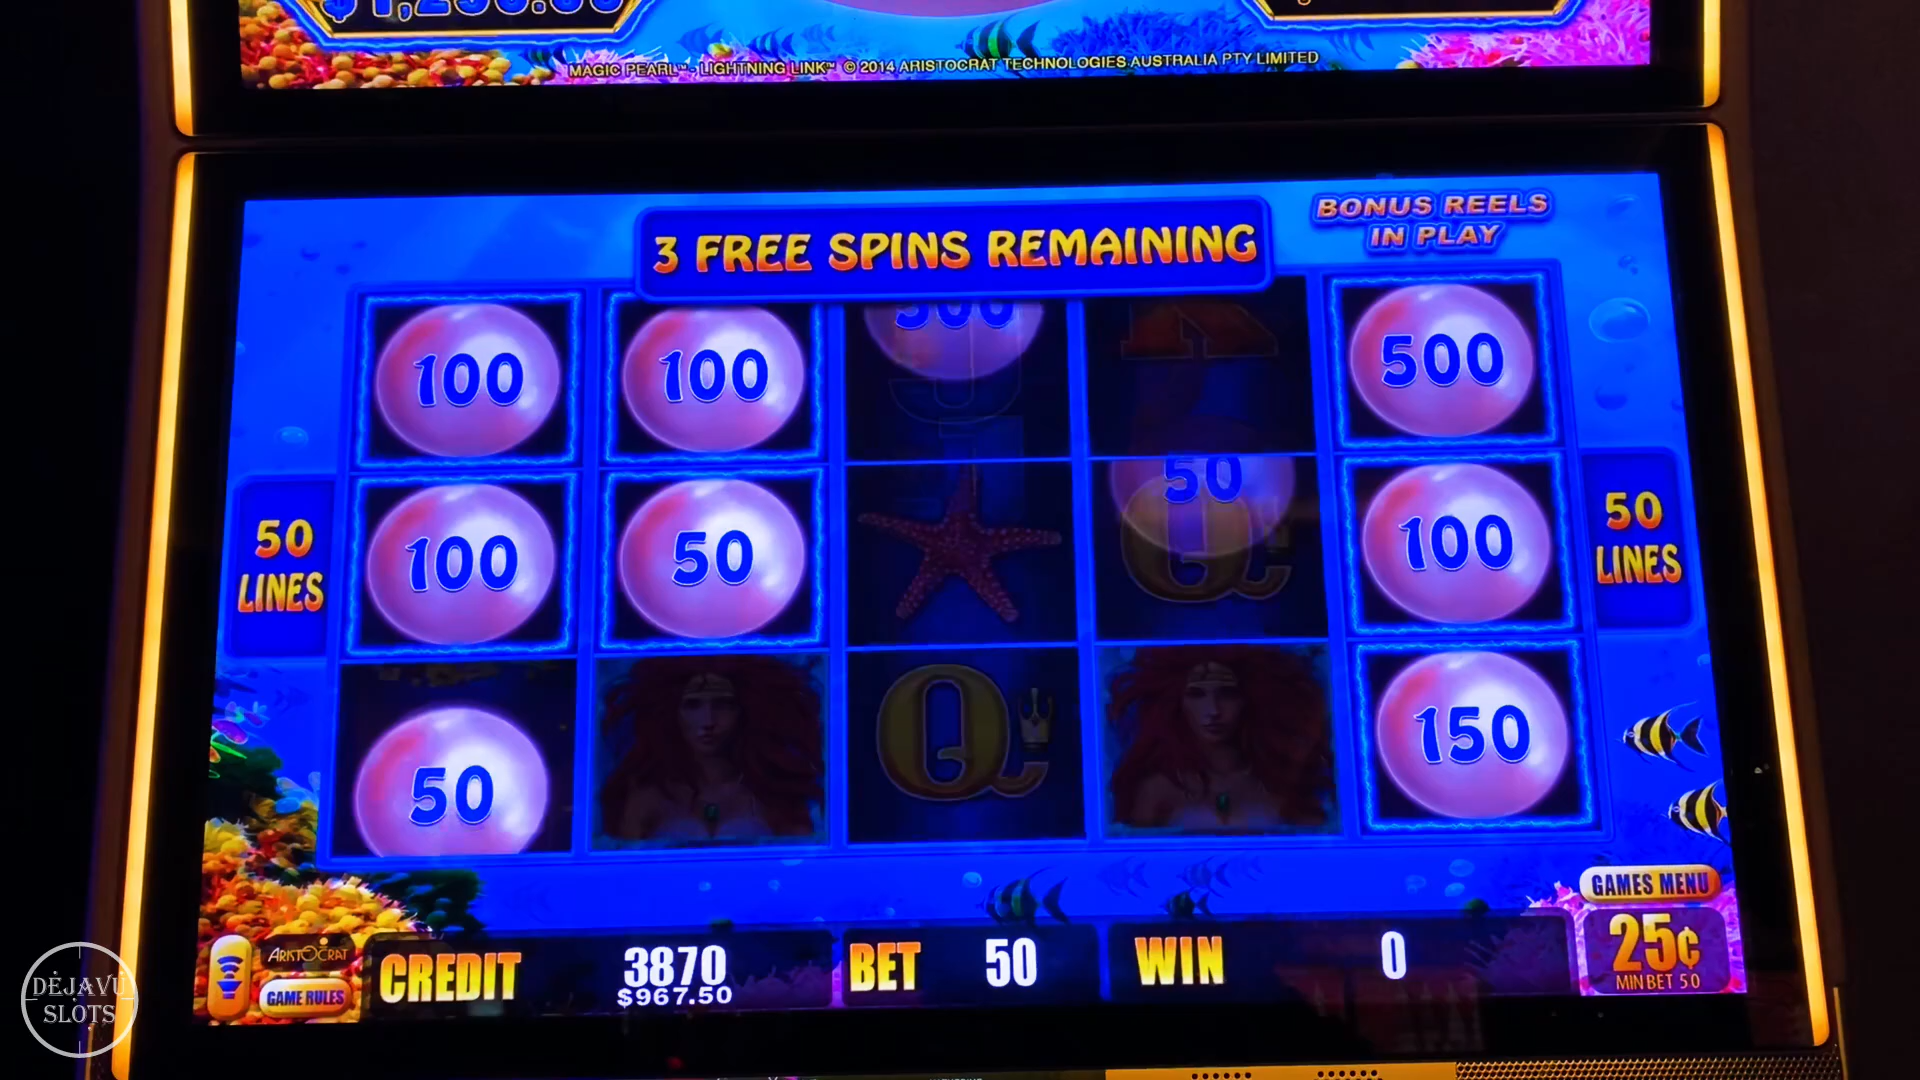 MAGIC PEARL™ - LIGHTNING LINK™ © 2014 ARISTOCRAT TECHNOLOGIES AUSTRALIA PTY LIMITED
BONUS REELS
IN PLAY
3 FREE SPINS REMAINING
100 100 500 500
50
LINES
100 50 50 100
50
LINES
50 Q 150
GAMES MENU
ARISTOCRAT
GAME RULES
CREDIT 3870
$967.50
BET 50
WIN 0
25¢
MIN BET 50
DEJAVU
SLOTS